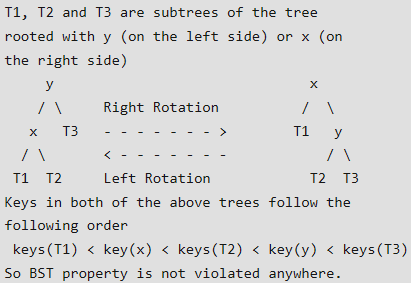 T1, T2 and T3 are subtrees of the tree
rooted with y (on the left side) or x (on
the right side)
     y                               x
    / \     Right Rotation          /  \
   x   T3   - - - - - - - >        T1   y
  / \       < - - - - - - -            / \
 T1  T2     Left Rotation            T2  T3
Keys in both of the above trees follow the
following order
 keys(T1) < key(x) < keys(T2) < key(y) < keys(T3)
So BST property is not violated anywhere.